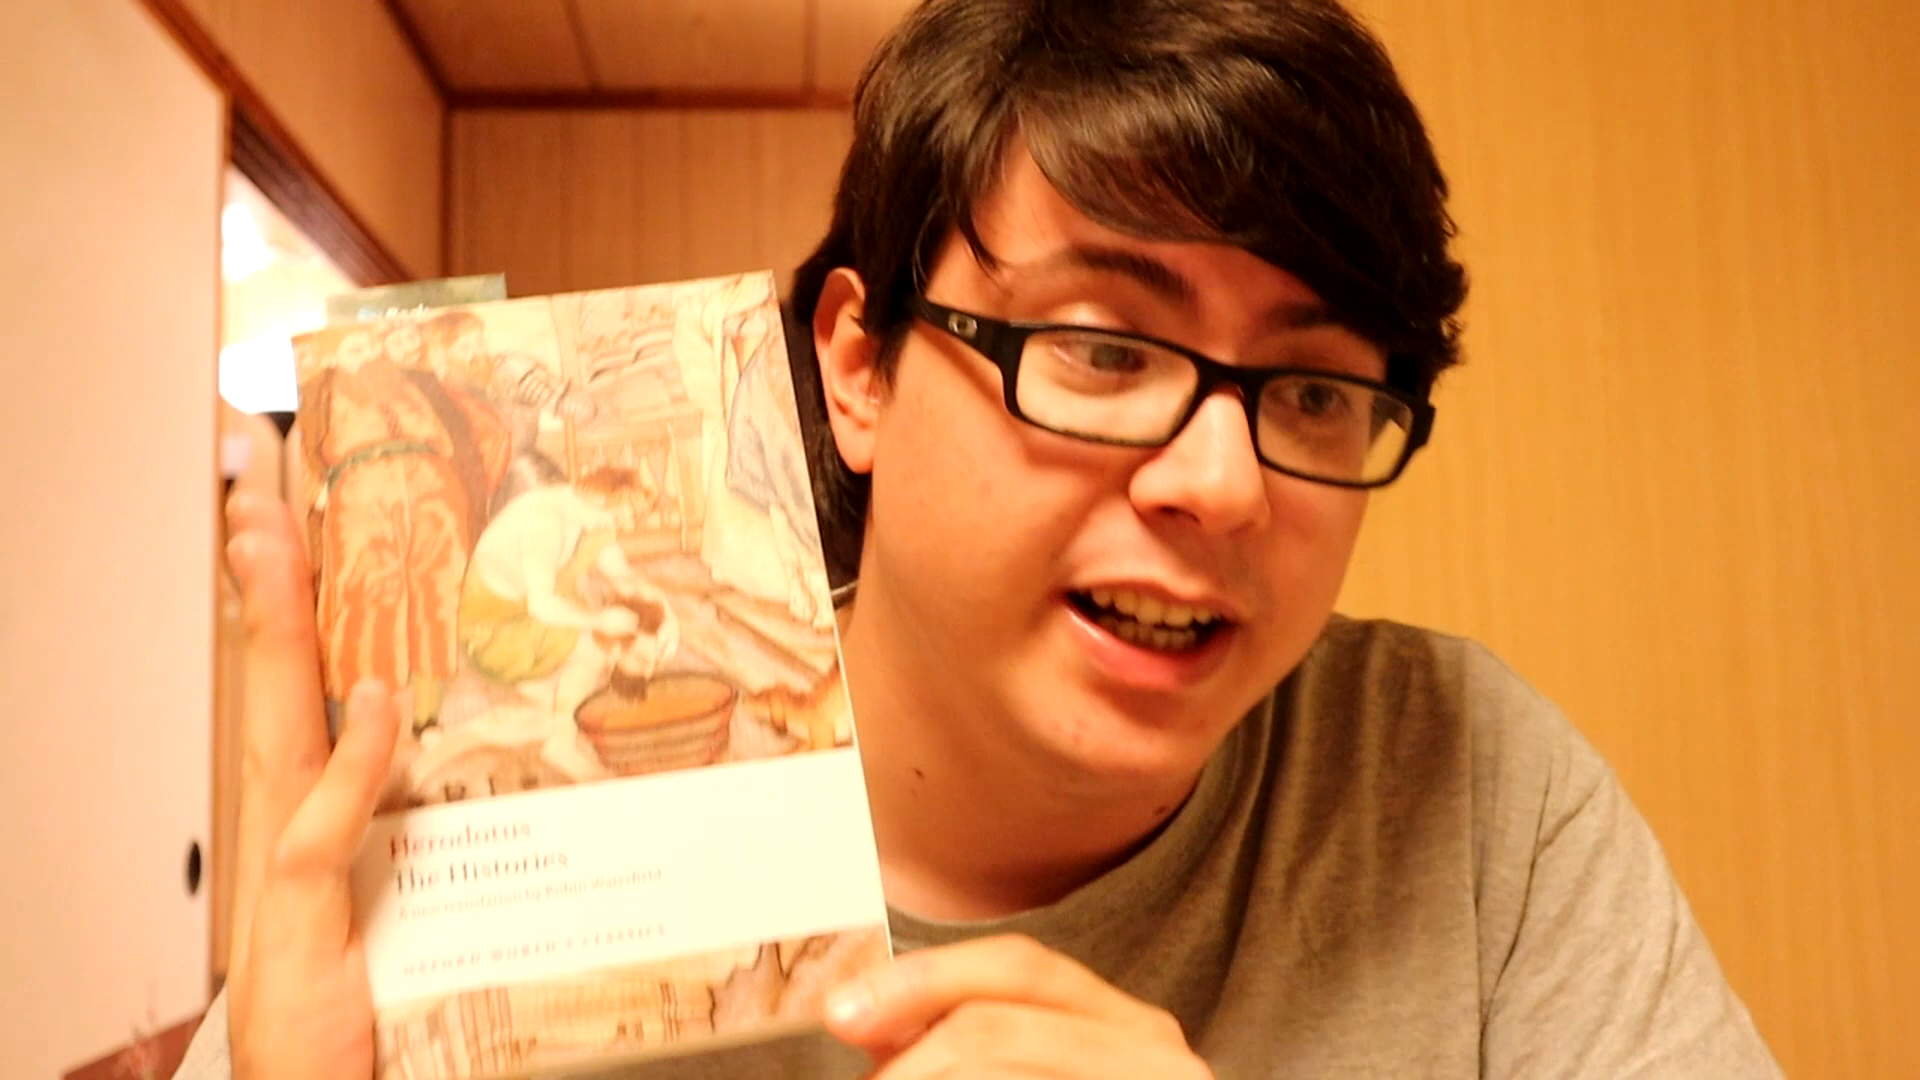 Herodotus
The Histories
A new translation by Robin Waterfield
OXFORD WORLD'S CLASSICS